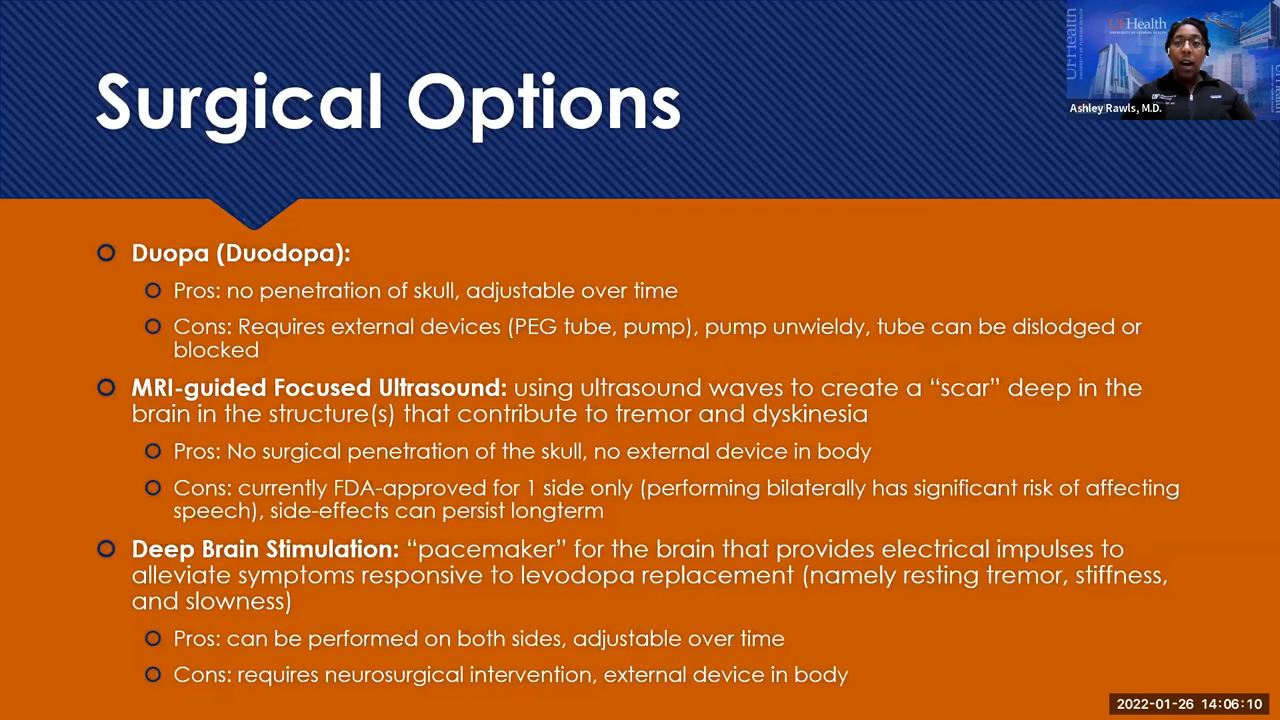 Surgical Options
UFHealth
UNIVERSITY OF FLORIDA HEALTH
UFHealth
Ashley Rawls, M.D.
Duopa (Duodopa):
Pros: no penetration of skull, adjustable over time
Cons: Requires external devices (PEG tube, pump), pump unwieldy, tube can be dislodged or
blocked
MRI-guided Focused Ultrasound: using ultrasound waves to create a “scar” deep in the
brain in the structure(s) that contribute to tremor and dyskinesia
Pros: No surgical penetration of the skull, no external device in body
Cons: currently FDA-approved for 1 side only (performing bilaterally has significant risk of affecting
speech), side-effects can persist longterm
Deep Brain Stimulation: “pacemaker” for the brain that provides electrical impulses to
alleviate symptoms responsive to levodopa replacement (namely resting tremor, stiffness,
and slowness)
Pros: can be performed on both sides, adjustable over time
Cons: requires neurosurgical intervention, external device in body
2022-01-26 14:06:10